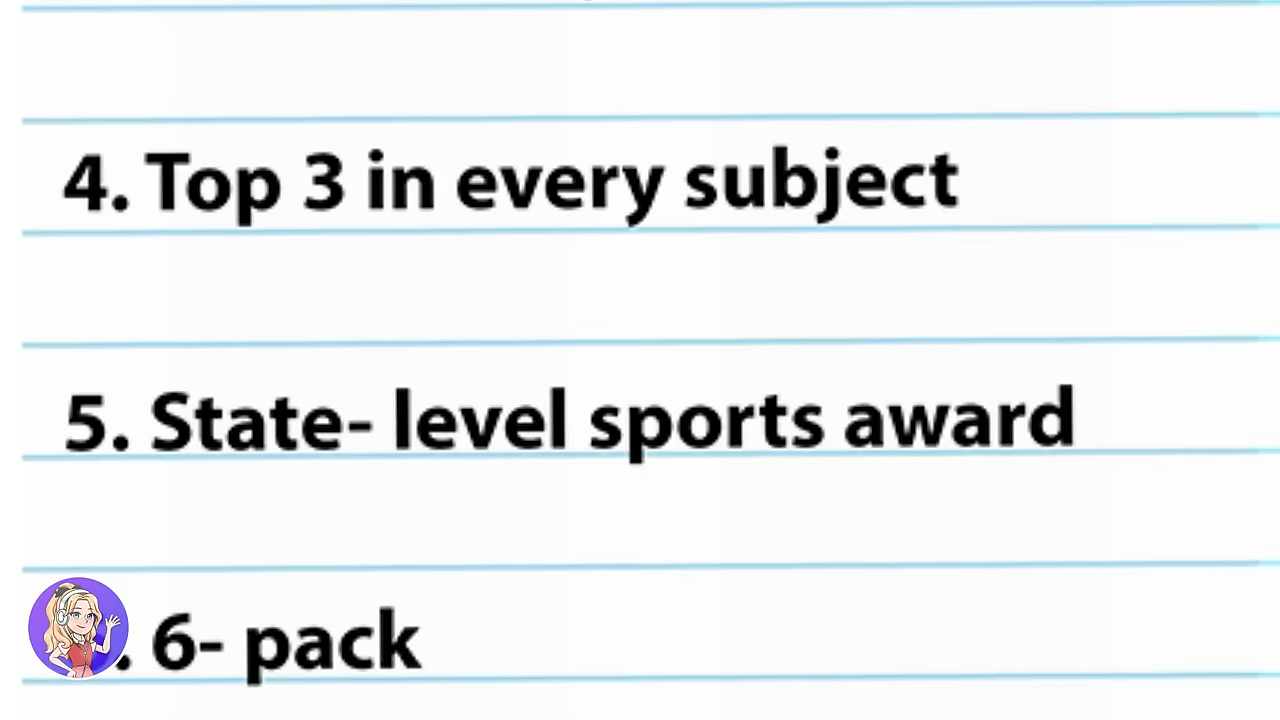 4. Top 3 in every subject
5. State- level sports award
. 6- pack